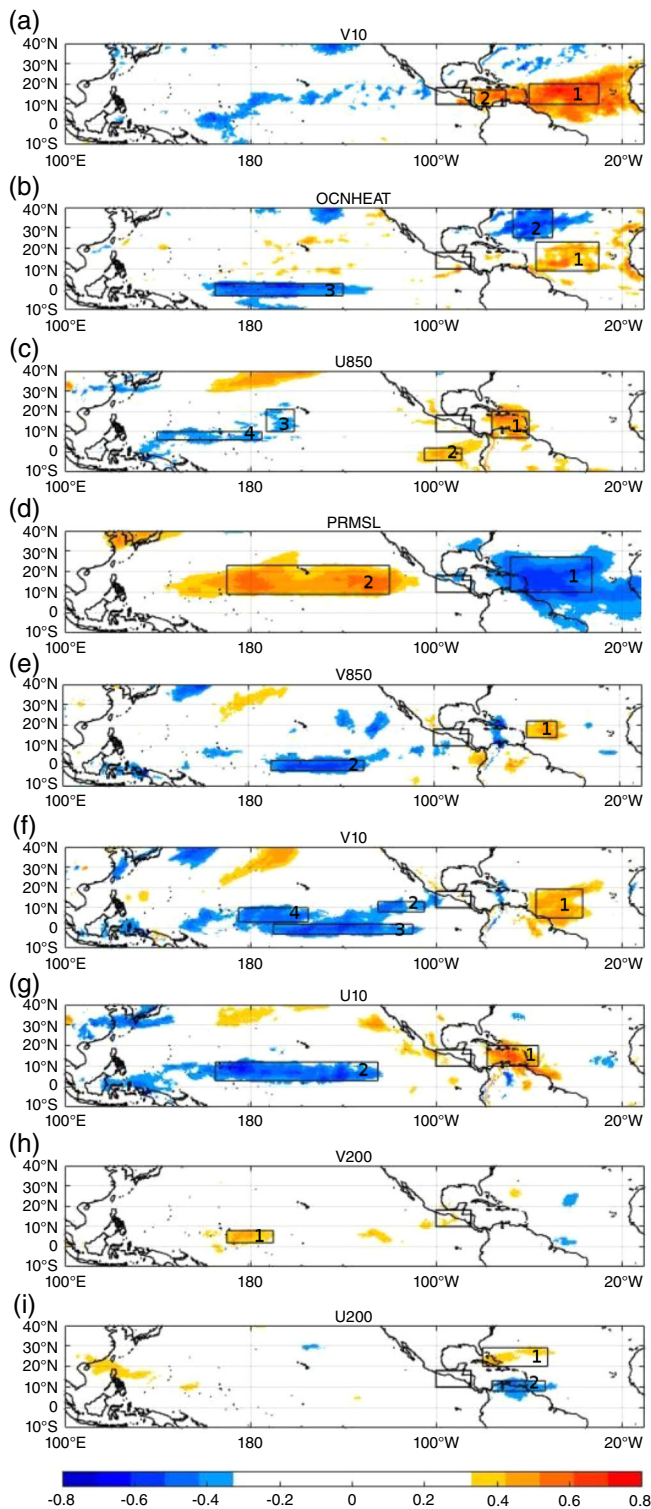 (a)
V10
40°N
30°N
20°N
10°N
0
10°S
2
1
100°E
180
100°W
20°W
(b)
OCNHEAT
40°N
30°N
20°N
10°N
0
10°S
2
1
3
100°E
180
100°W
20°W
(c)
U850
40°N
30°N
20°N
10°N
0
10°S
3
4
1
2
100°E
180
100°W
20°W
(d)
PRMSL
40°N
30°N
20°N
10°N
0
10°S
2
1
100°E
180
100°W
20°W
(e)
V850
40°N
30°N
20°N
10°N
0
10°S
1
2
100°E
180
100°W
20°W
(f)
V10
40°N
30°N
20°N
10°N
0
10°S
2
4
3
1
100°E
180
100°W
20°W
(g)
U10
40°N
30°N
20°N
10°N
0
10°S
2
1
100°E
180
100°W
20°W
(h)
V200
40°N
30°N
20°N
10°N
0
10°S
1
100°E
180
100°W
20°W
(i)
U200
40°N
30°N
20°N
10°N
0
10°S
1
2
100°E
180
100°W
20°W
-0.8 -0.6 -0.4 -0.2 0 0.2 0.4 0.6 0.8